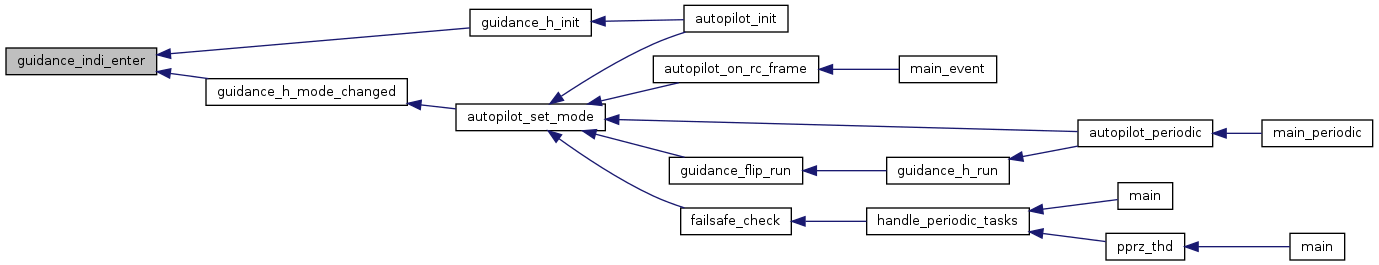 guidance_indi_enter
guidance_h_init
autopilot_init
guidance_h_mode_changed
autopilot_set_mode
autopilot_on_rc_frame
main_event
autopilot_periodic
main_periodic
guidance_flip_run
guidance_h_run
failsafe_check
handle_periodic_tasks
main
pprz_thd
main